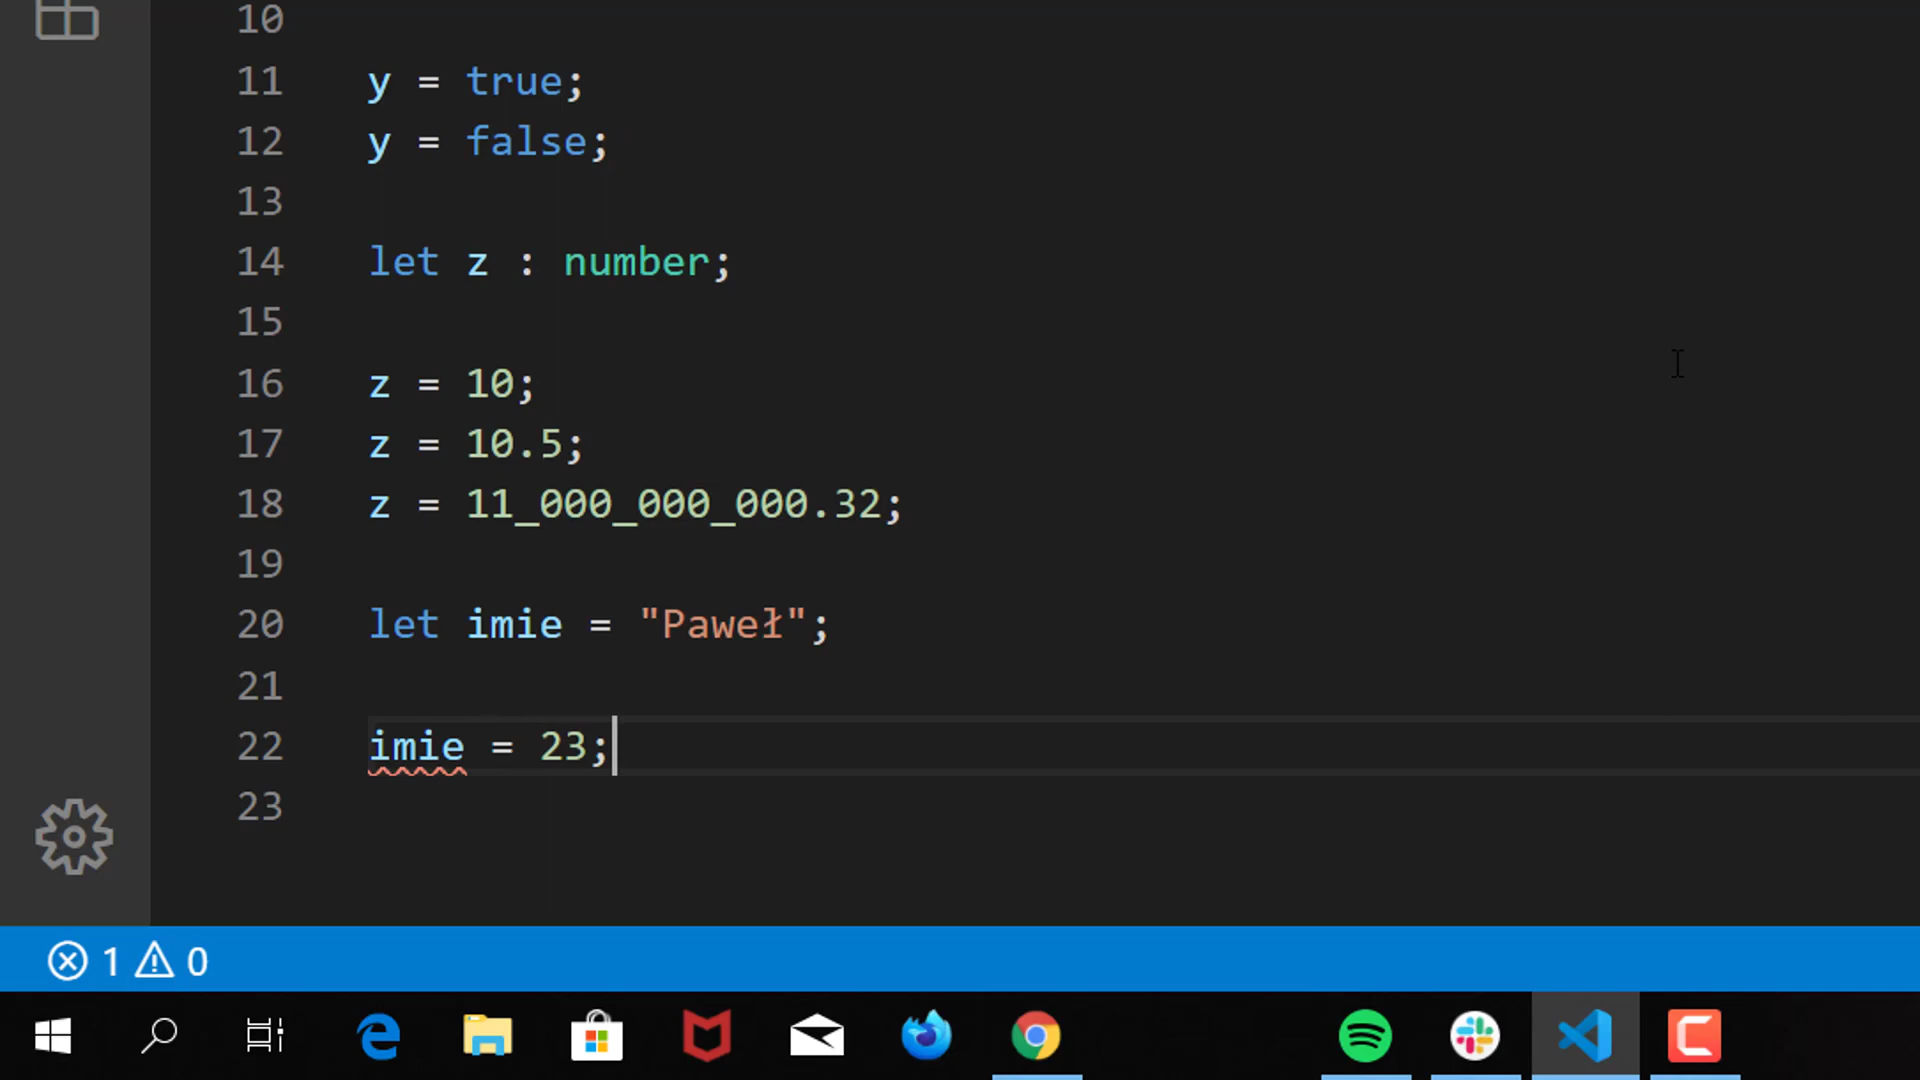 10
11 y = true;
12 y = false;
13
14 let z : number;
15
16 z = 10;
17 z = 10.5;
18 z = 11_000_000_000.32;
19
20 let imie = "Paweł";
21
22 imie = 23;
23
1 0